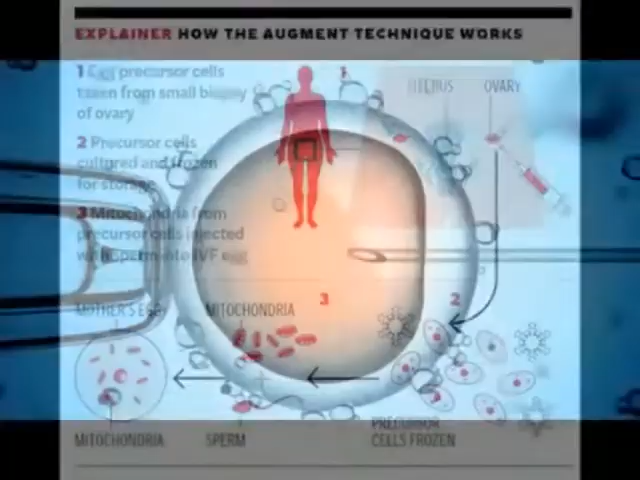 EXPLAINER HOW THE AUGMENT TECHNIQUE WORKS
1 Egg precursor cells
taken from small biopsy
of ovary
2 Precursor cells
cultured and frozen
for storage
3 Mitochondria from
precursor cells injected
with sperm into IVF egg
1
UTERUS
OVARY
3
2
MOTHER'S EGG
MITOCHONDRIA
MITOCHONDRIA
SPERM
PRECURSOR
CELLS FROZEN